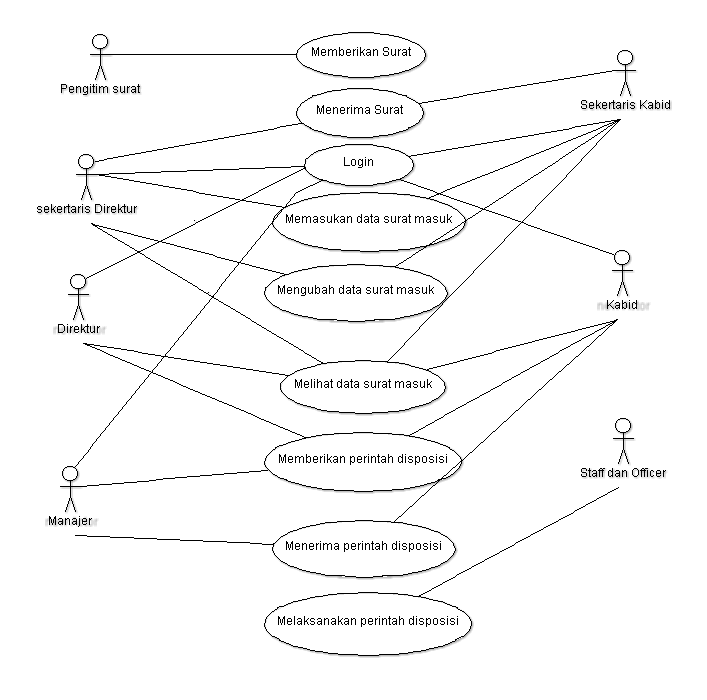 Memberikan Surat
Pengitim surat
Sekertaris Kabid
Menerima Surat
Login
sekertaris Direktur
Memasukan data surat masuk
Mengubah data surat masuk
Kabid
Direktur
Melihat data surat masuk
Memberikan perintah disposisi
Staff dan Officer
Manajer
Menerima perintah disposisi
Melaksanakan perintah disposisi